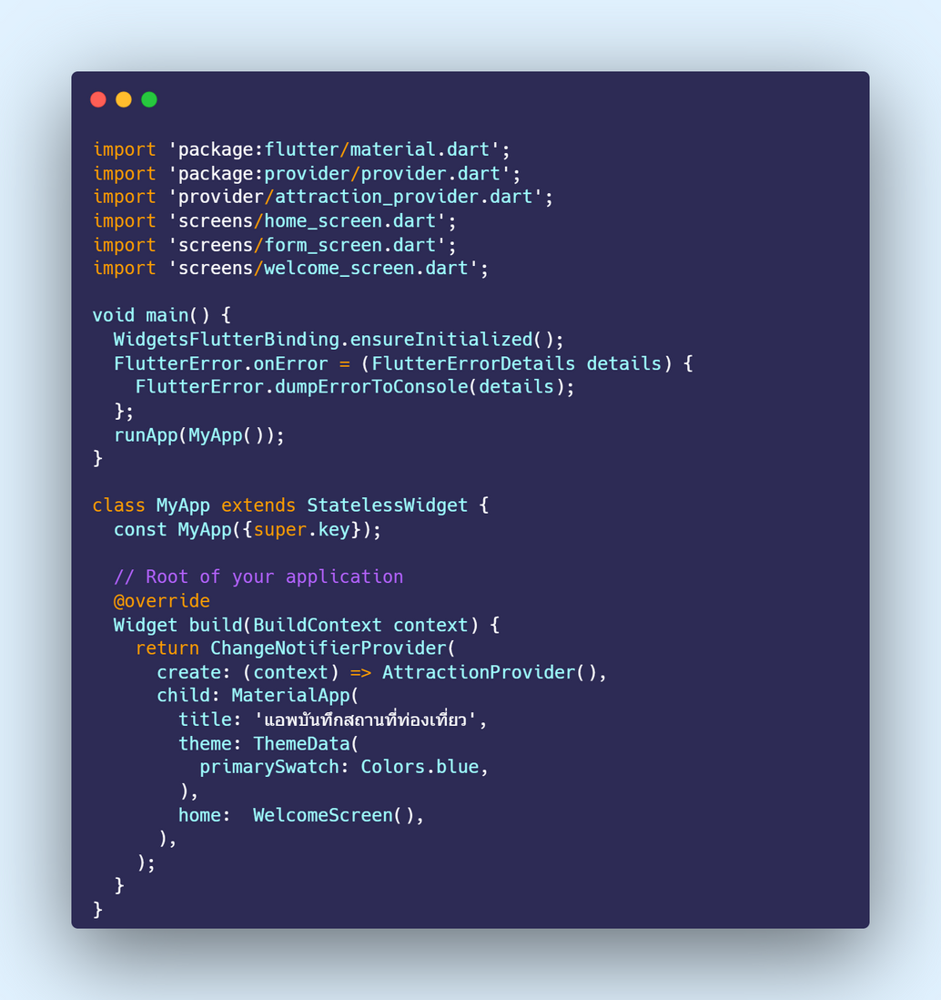 import 'package:flutter/material.dart';
import 'package:provider/provider.dart';
import 'provider/attraction_provider.dart';
import 'screens/home_screen.dart';
import 'screens/form_screen.dart';
import 'screens/welcome_screen.dart';

void main() {
  WidgetsFlutterBinding.ensureInitialized();
  FlutterError.onError = (FlutterErrorDetails details) {
    FlutterError.dumpErrorToConsole(details);
  };
  runApp(MyApp());
}

class MyApp extends StatelessWidget {
  const MyApp({super.key});

  // Root of your application
  @override
  Widget build(BuildContext context) {
    return ChangeNotifierProvider(
      create: (context) => AttractionProvider(),
      child: MaterialApp(
        title: 'แอพบันทึกสถานที่ท่องเที่ยว',
        theme: ThemeData(
          primarySwatch: Colors.blue,
        ),
        home:  WelcomeScreen(),
      ),
    );
  }
}